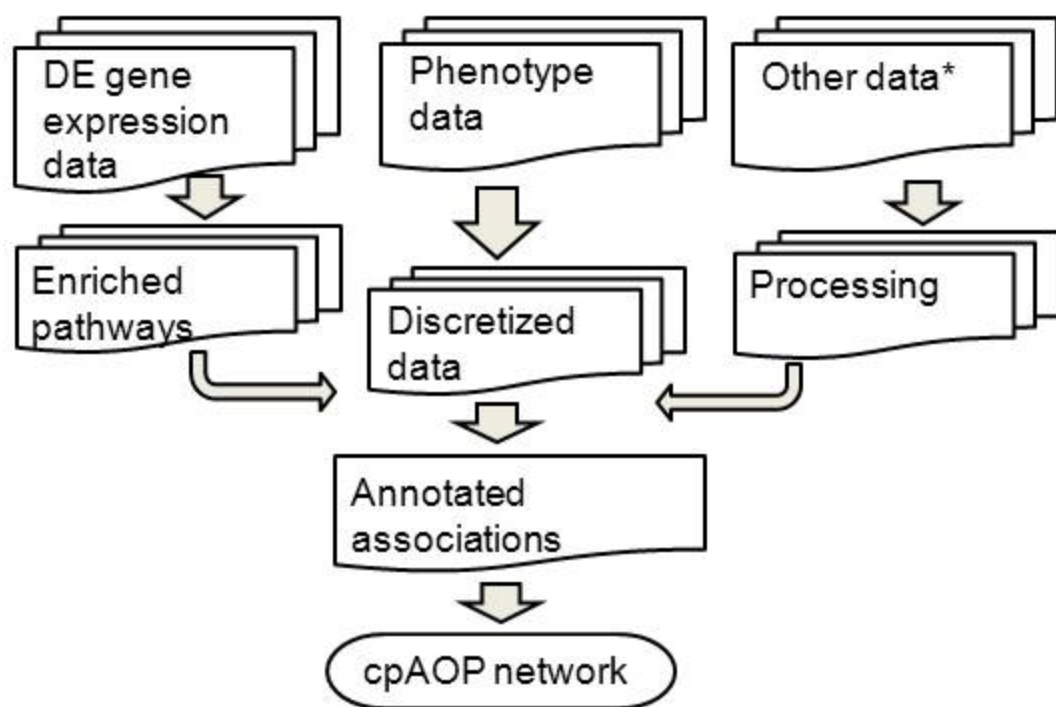 DE gene
expression
data
Phenotype
data
Other data*
Enriched
pathways
Discretized
data
Processing
Annotated
associations
cpAOP network